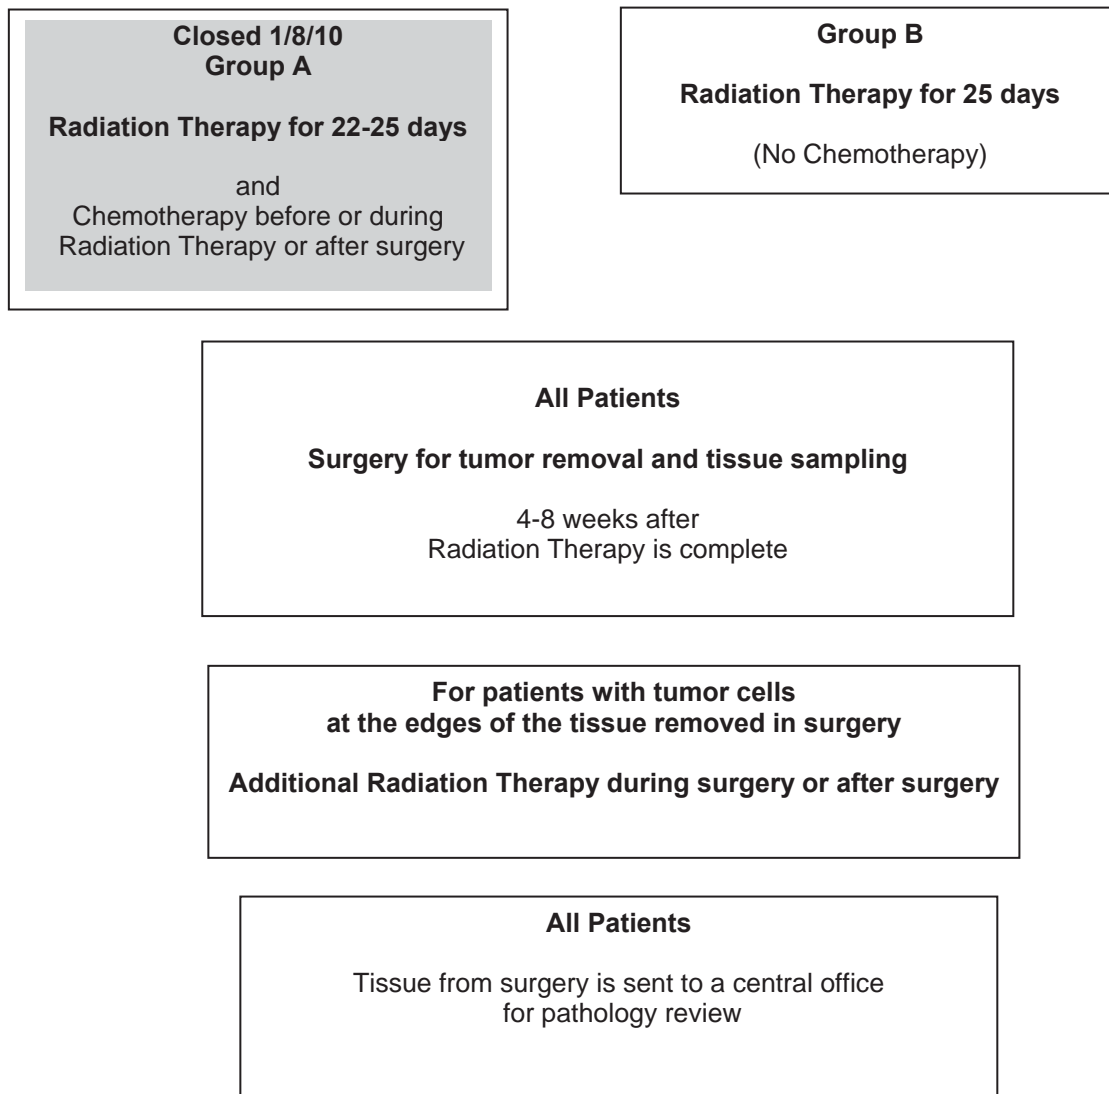 Closed 1/8/10
Group A
Radiation Therapy for 22-25 days
and
Chemotherapy before or during
Radiation Therapy or after surgery
Group B
Radiation Therapy for 25 days
(No Chemotherapy)
All Patients
Surgery for tumor removal and tissue sampling
4-8 weeks after
Radiation Therapy is complete
For patients with tumor cells
at the edges of the tissue removed in surgery
Additional Radiation Therapy during surgery or after surgery
All Patients
Tissue from surgery is sent to a central office
for pathology review